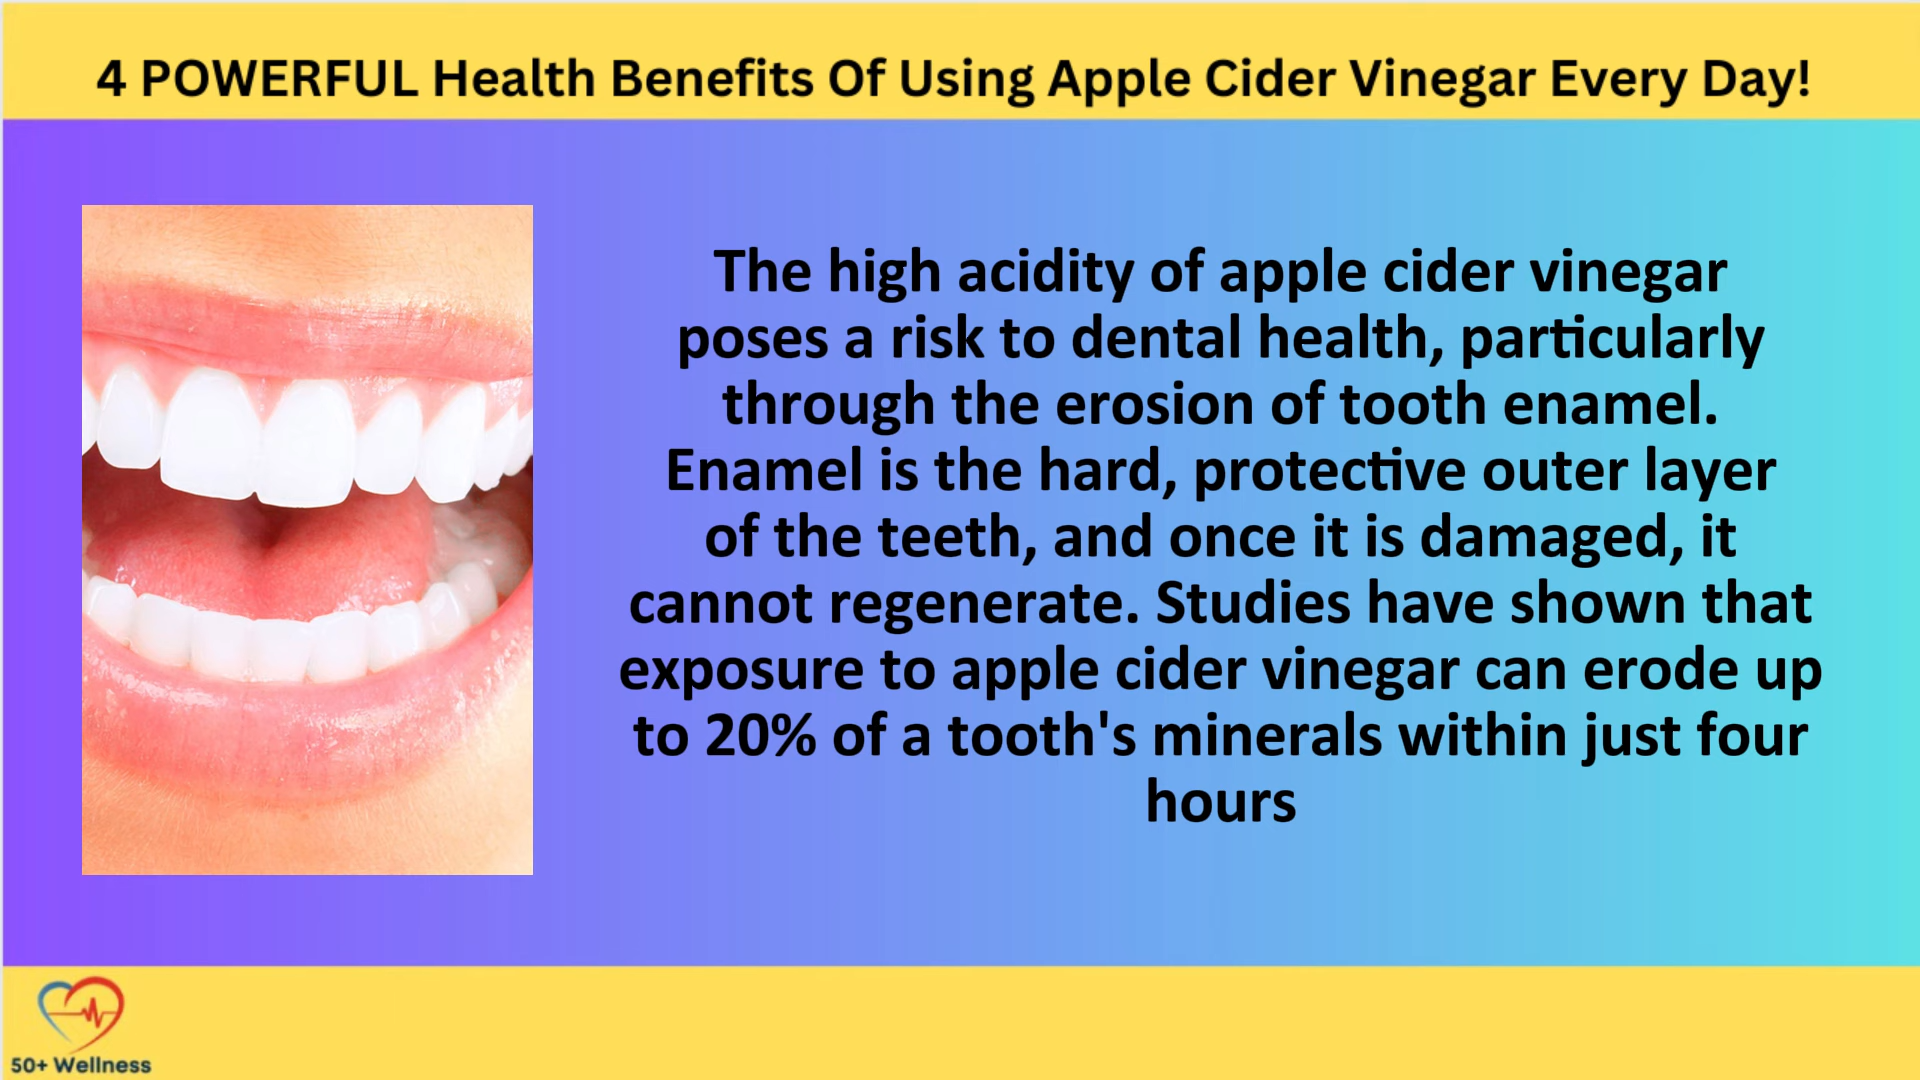 4 POWERFUL Health Benefits Of Using Apple Cider Vinegar Every Day!
The high acidity of apple cider vinegar
poses a risk to dental health, particularly
through the erosion of tooth enamel.
Enamel is the hard, protective outer layer
of the teeth, and once it is damaged, it
cannot regenerate. Studies have shown that
exposure to apple cider vinegar can erode up
to 20% of a tooth's minerals within just four
hours
50+ Wellness